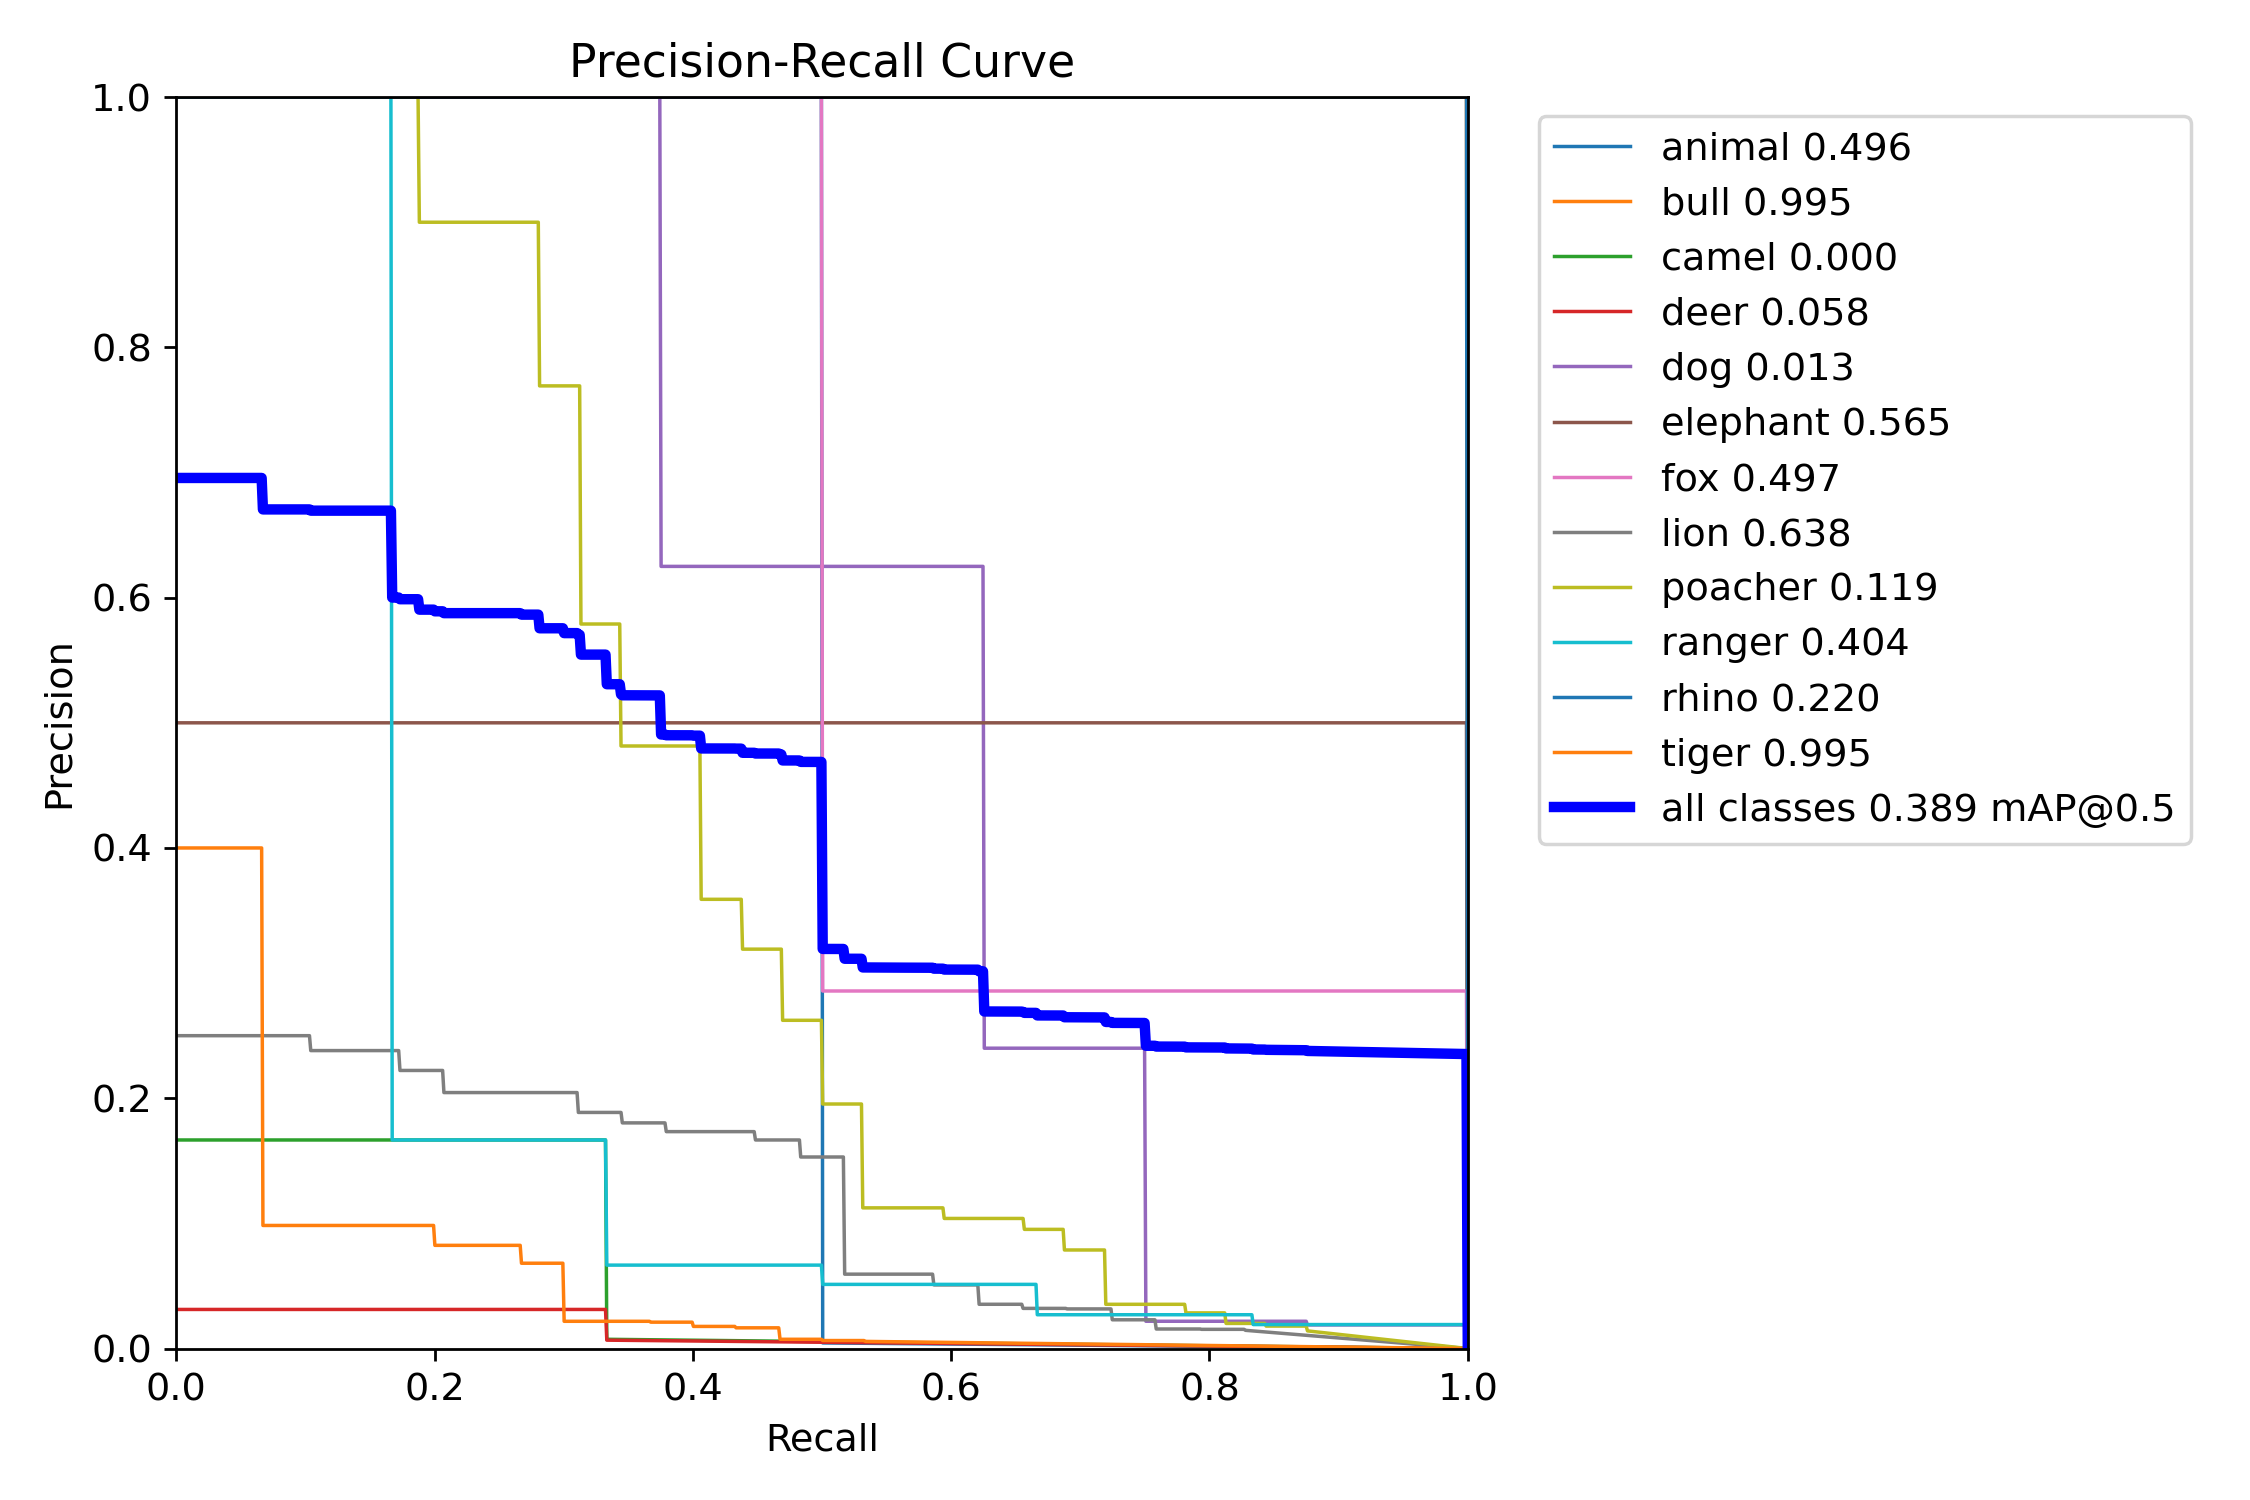 Precision-Recall Curve
1.0
0.8
0.6
0.4
0.2
0.0
Precision
0.0 0.2 0.4 0.6 0.8 1.0
Recall
animal 0.496
bull 0.995
camel 0.000
deer 0.058
dog 0.013
elephant 0.565
fox 0.497
lion 0.638
poacher 0.119
ranger 0.404
rhino 0.220
tiger 0.995
all classes 0.389 mAP@0.5